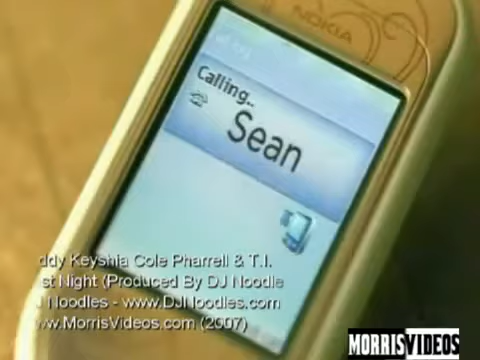 NOKIA
Calling..
Sean
ddy Keyshia Cole Pharrell & T.I.
st Night (Produced By DJ Noodle
J Noodles - www.DJNoodles.com
ww.MorrisVideos.com (2007)
MORRISVIDEOS